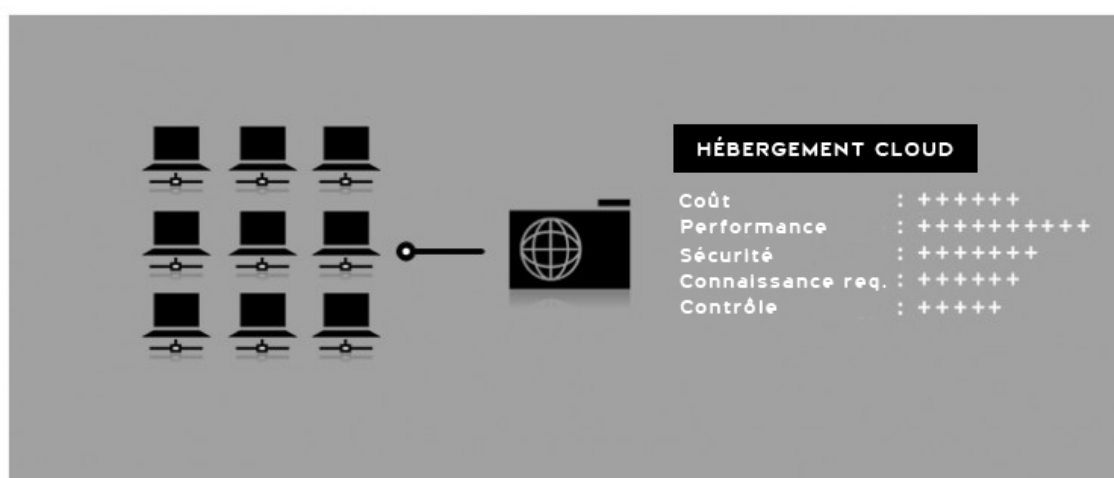 HÉBERGEMENT CLOUD
Coût : ++++++
Performance : ++++++++++
Sécurité : +++++++
Connaissance req. : ++++++
Contrôle : +++++